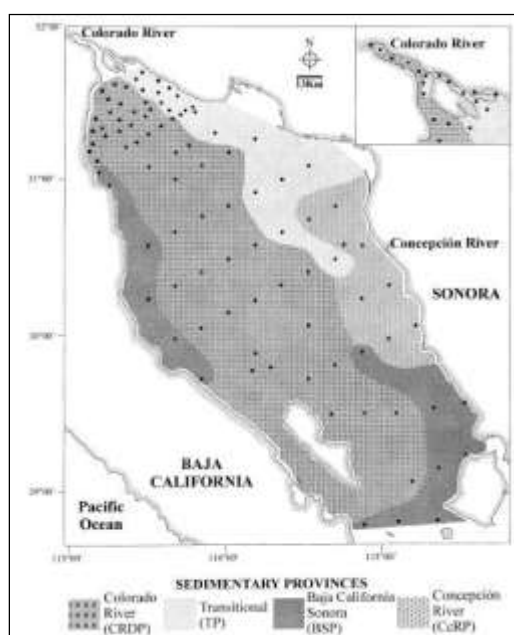 Colorado River
N
Colorado River
Concepción River
SONORA
BAJA
CALIFORNIA
Pacific
Ocean
SEDIMENTARY PROVINCES
Colorado
River
(CRDP)
Transitional
(TP)
Baja California
Sonora
(BSP)
Concepción
River
(CcRP)